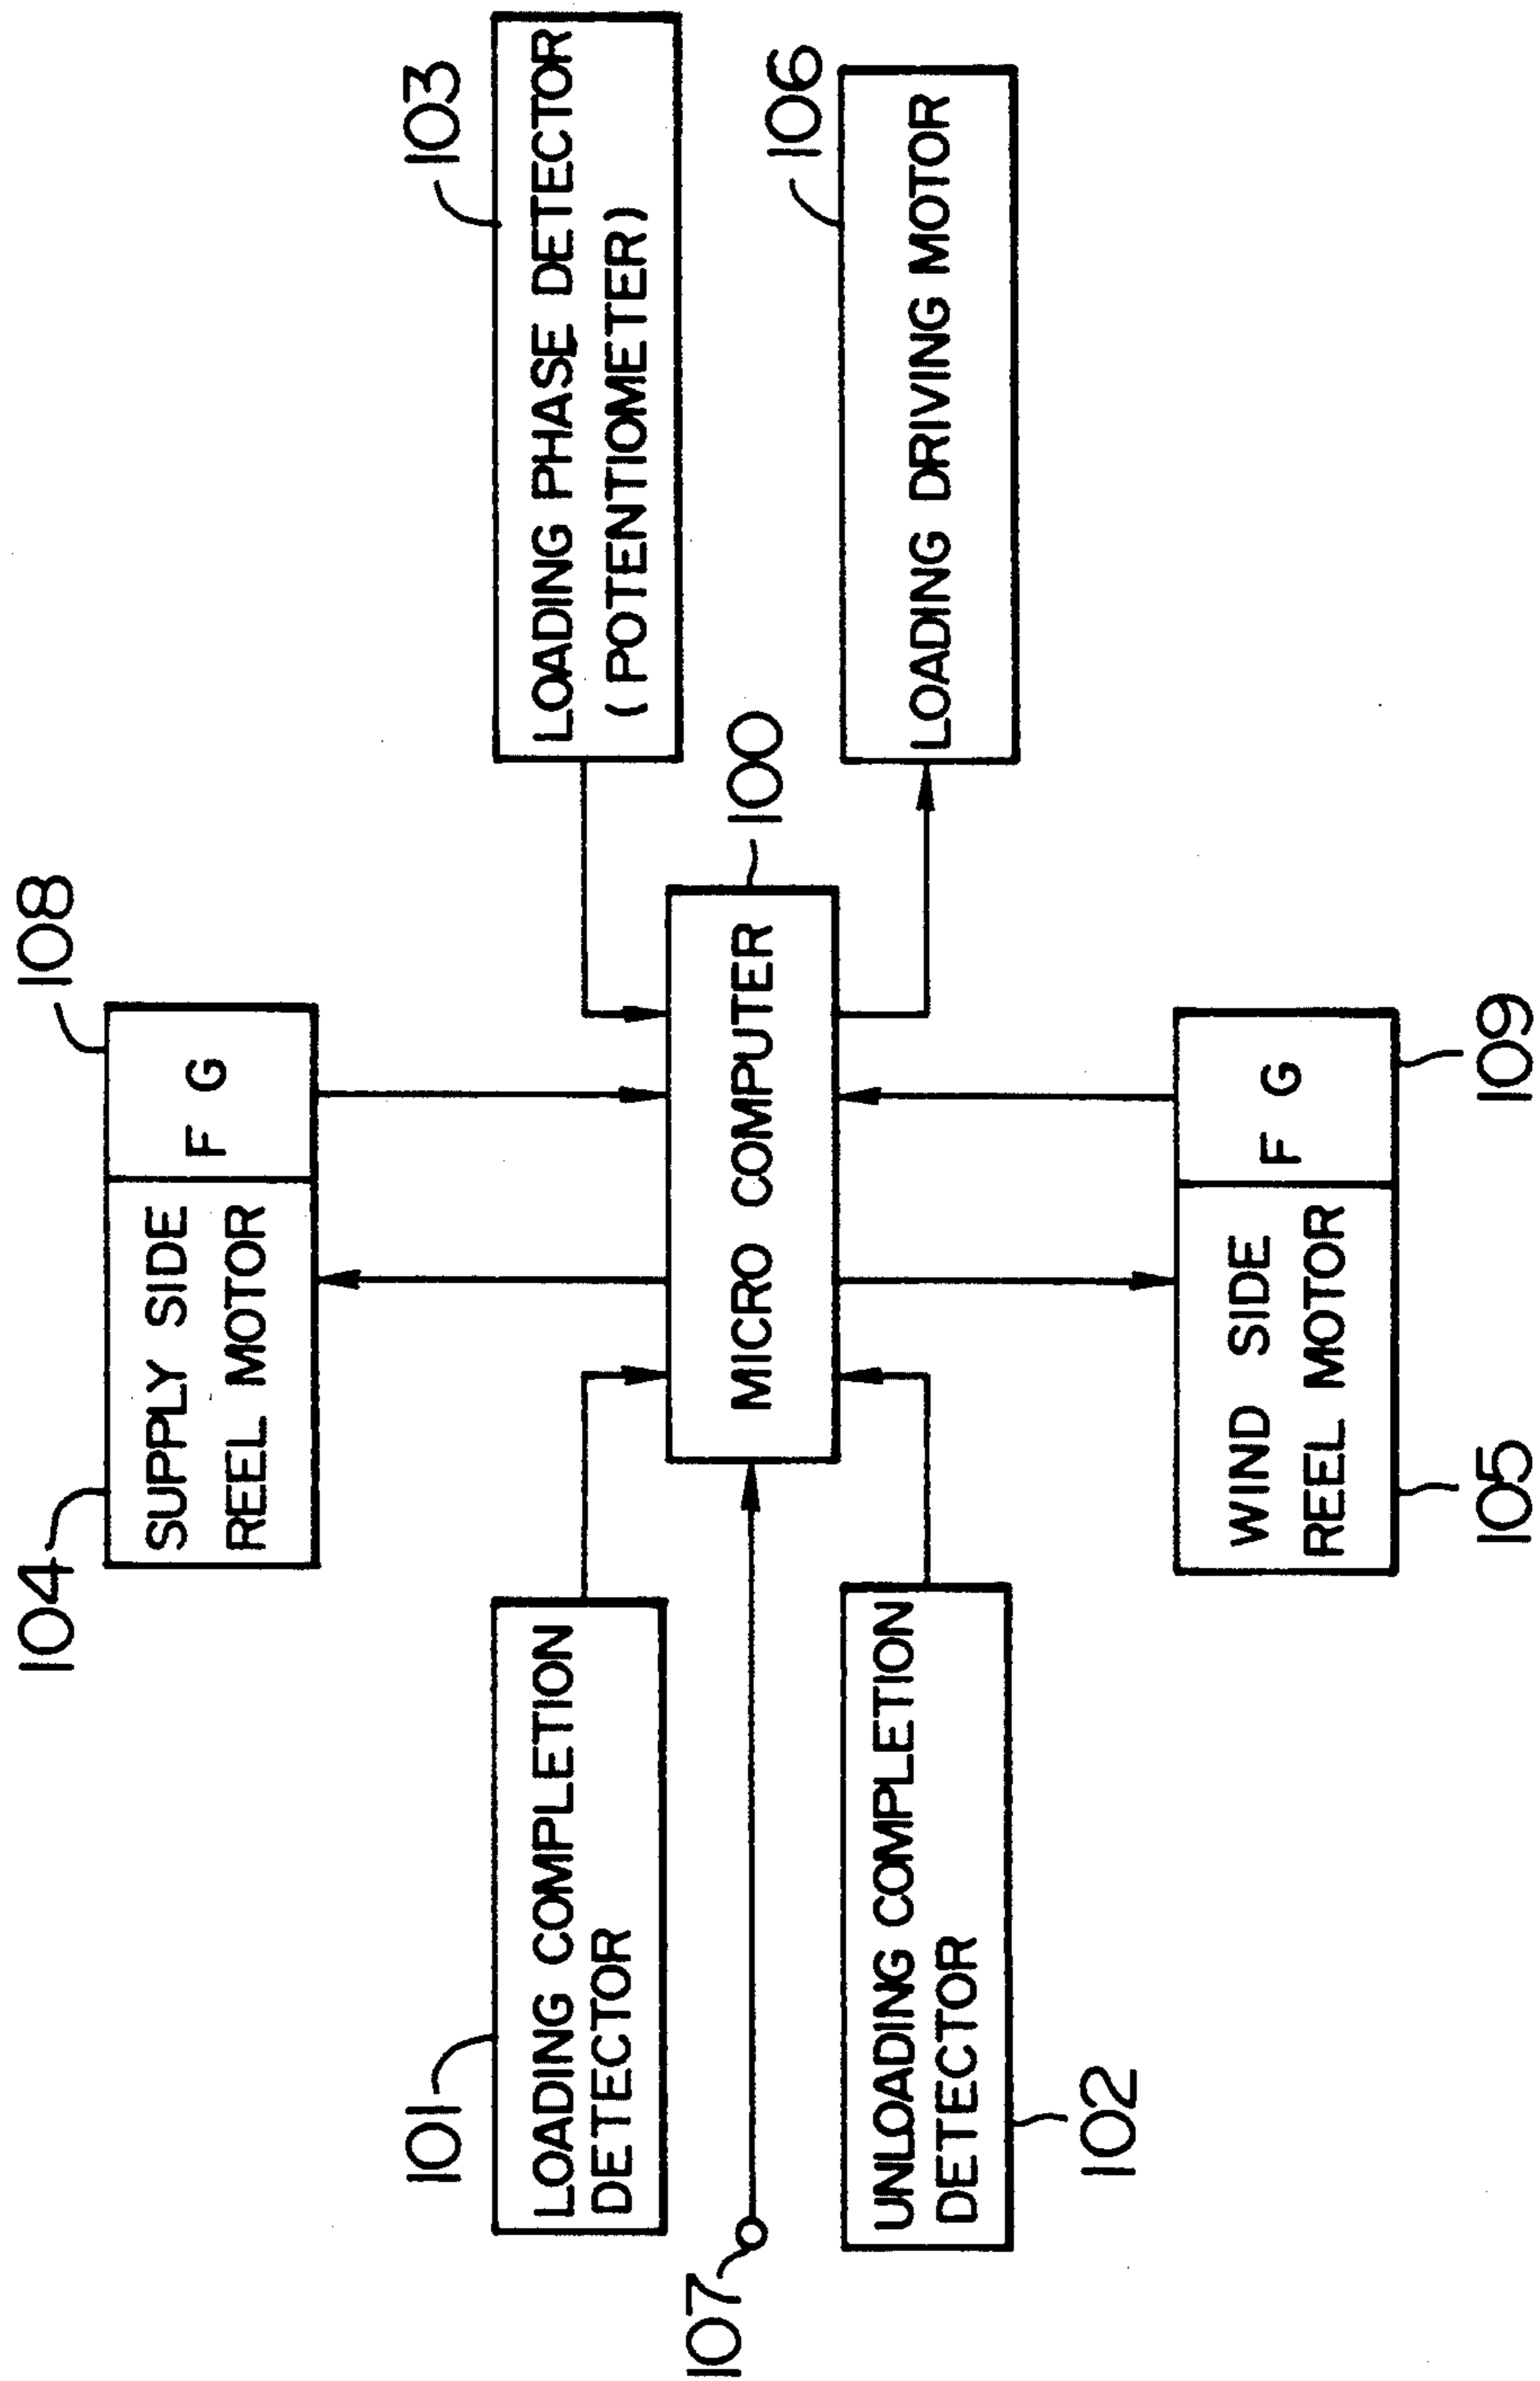 104
108
SUPPLY SIDE
REEL MOTOR
F G
101
LOADING COMPLETION
DETECTOR
103
LOADING PHASE DETECTOR
(POTENTIOMETER)
107
MICRO COMPUTER
100
106
UNLOADING COMPLETION
DETECTOR
LOADING DRIVING MOTOR
102
WIND SIDE
REEL MOTOR
F G
105
109